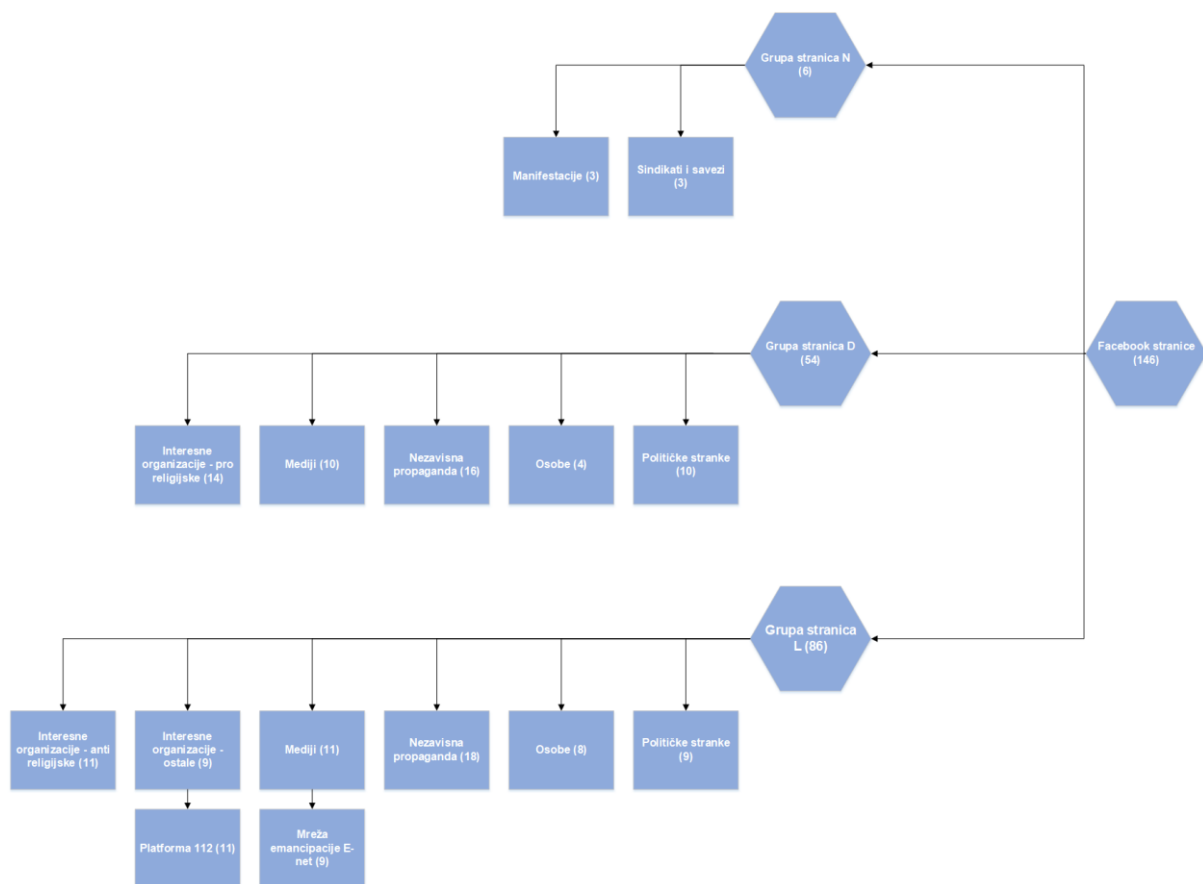 Grupa stranica N
(6)
Manifestacije (3)
Sindikati i savezi
(3)
Grupa stranica D
(54)
Facebook stranice
(146)
Interesne
organizacije - pro
religijske (14)
Mediji (10)
Nezavisna
propaganda (16)
Osobe (4)
Političke stranke
(10)
Grupa stranica
L (86)
Interesne
organizacije - anti
religijske (11)
Interesne
organizacije -
ostale (9)
Mediji (11)
Nezavisna
propaganda (18)
Osobe (8)
Političke stranke
(9)
Platforma 112 (11)
Mreža
emancipacije E-
net (9)